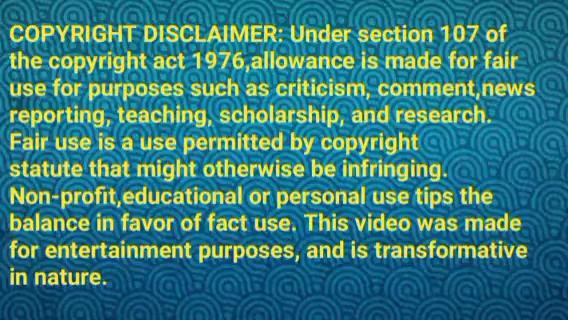 COPYRIGHT DISCLAIMER: Under section 107 of
the copyright act 1976,allowance is made for fair
use for purposes such as criticism, comment,news
reporting, teaching, scholarship, and research.
Fair use is a use permitted by copyright
statute that might otherwise be infringing.
Non-profit,educational or personal use tips the
balance in favor of fact use. This video was made
for entertainment purposes, and is transformative
in nature.